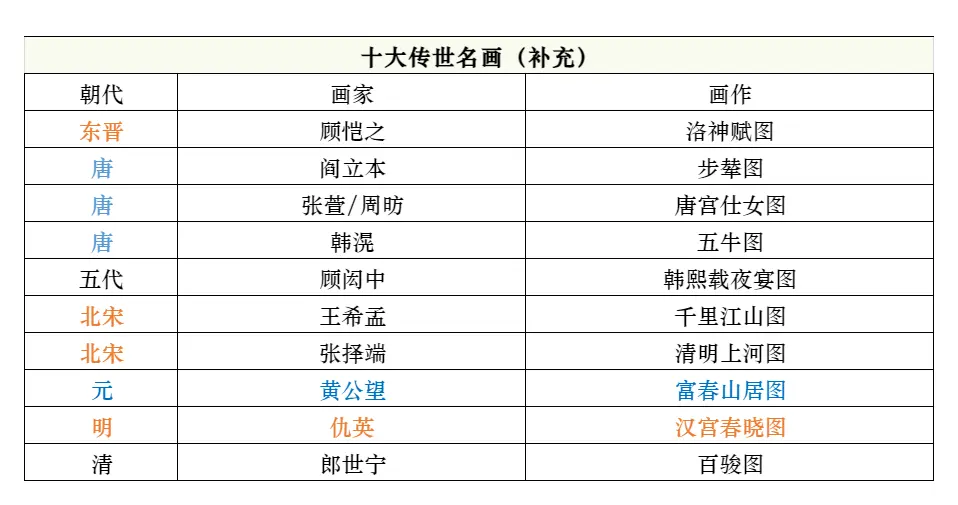 十大传世名画（补充）
朝代 画家 画作
东晋 顾恺之 洛神赋图
唐 阎立本 步辇图
唐 张萱/周昉 唐宫仕女图
唐 韩滉 五牛图
五代 顾闳中 韩熙载夜宴图
北宋 王希孟 千里江山图
北宋 张择端 清明上河图
元 黄公望 富春山居图
明 仇英 汉宫春晓图
清 郎世宁 百骏图